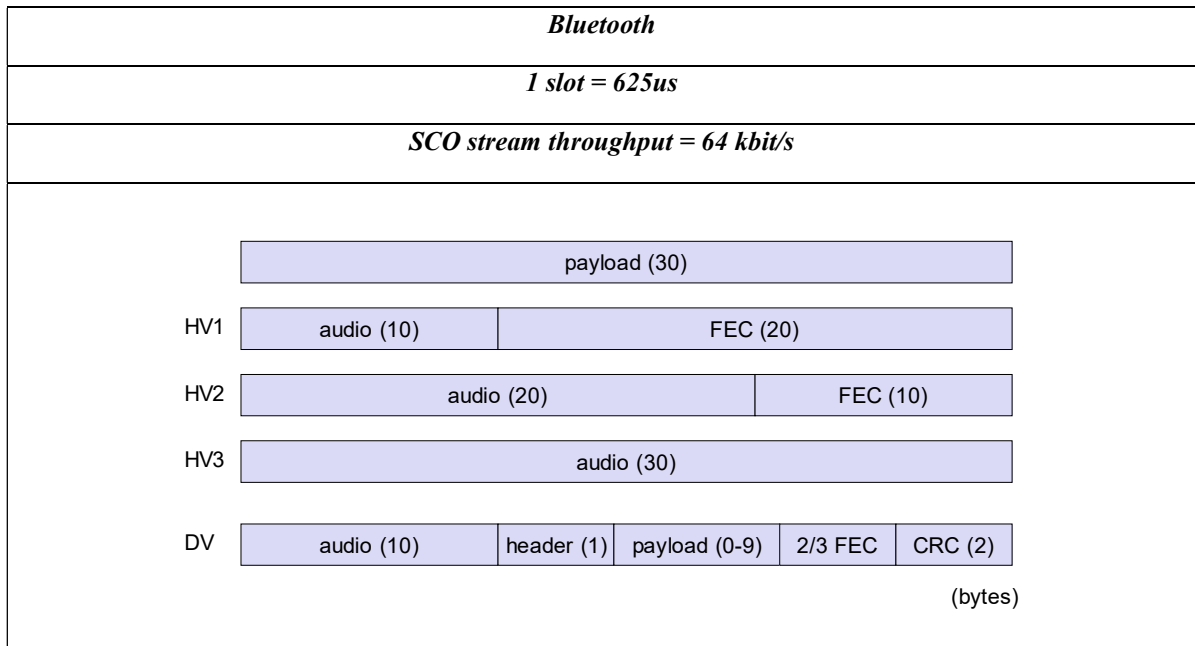 Bluetooth
1 slot = 625us
SCO stream throughput = 64 kbit/s
payload (30)
HV1 audio (10) FEC (20)
HV2 audio (20) FEC (10)
HV3 audio (30)
DV audio (10) header (1) payload (0-9) 2/3 FEC CRC (2)
(bytes)